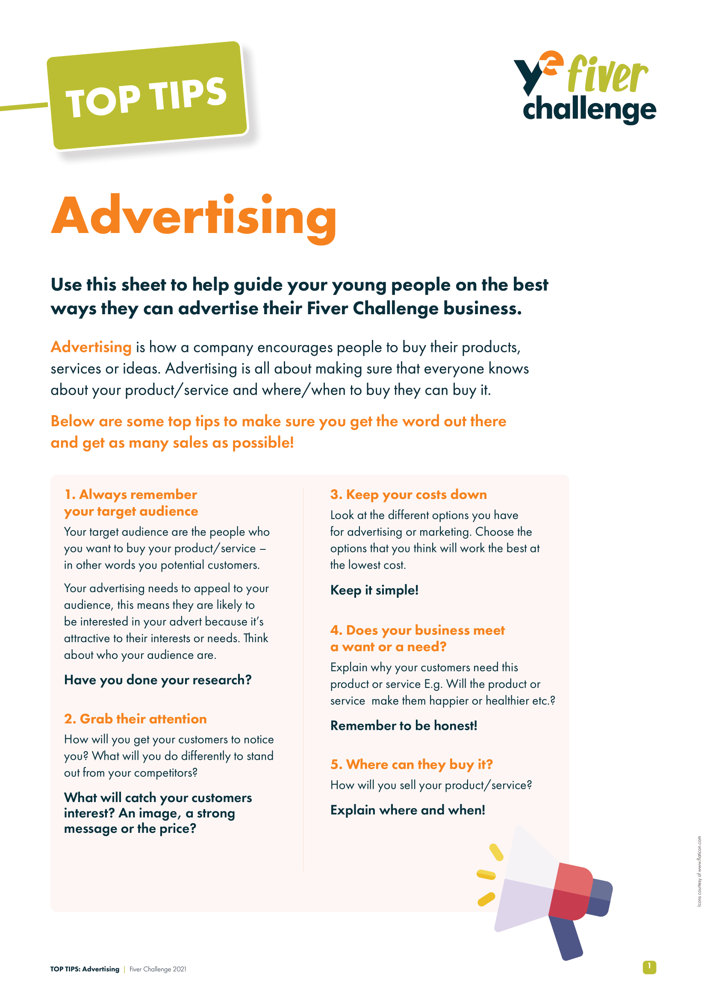 TOP TIPS
ye fiver
challenge
Advertising
Use this sheet to help guide your young people on the best
ways they can advertise their Fiver Challenge business.
Advertising is how a company encourages people to buy their products,
services or ideas. Advertising is all about making sure that everyone knows
about your product/service and where/when to buy they can buy it.
Below are some top tips to make sure you get the word out there
and get as many sales as possible!
1. Always remember
your target audience
Your target audience are the people who
you want to buy your product/service –
in other words you potential customers.
Your advertising needs to appeal to your
audience, this means they are likely to
be interested in your advert because it’s
attractive to their interests or needs. Think
about who your audience are.
Have you done your research?
2. Grab their attention
How will you get your customers to notice
you? What will you do differently to stand
out from your competitors?
What will catch your customers
interest? An image, a strong
message or the price?
3. Keep your costs down
Look at the different options you have
for advertising or marketing. Choose the
options that you think will work the best at
the lowest cost.
Keep it simple!
4. Does your business meet
a want or a need?
Explain why your customers need this
product or service E.g. Will the product or
service  make them happier or healthier etc.?
Remember to be honest!
5. Where can they buy it?
How will you sell your product/service?
Explain where and when!
Icons courtesy of www.flaticon.com
TOP TIPS: Advertising | Fiver Challenge 2021
1